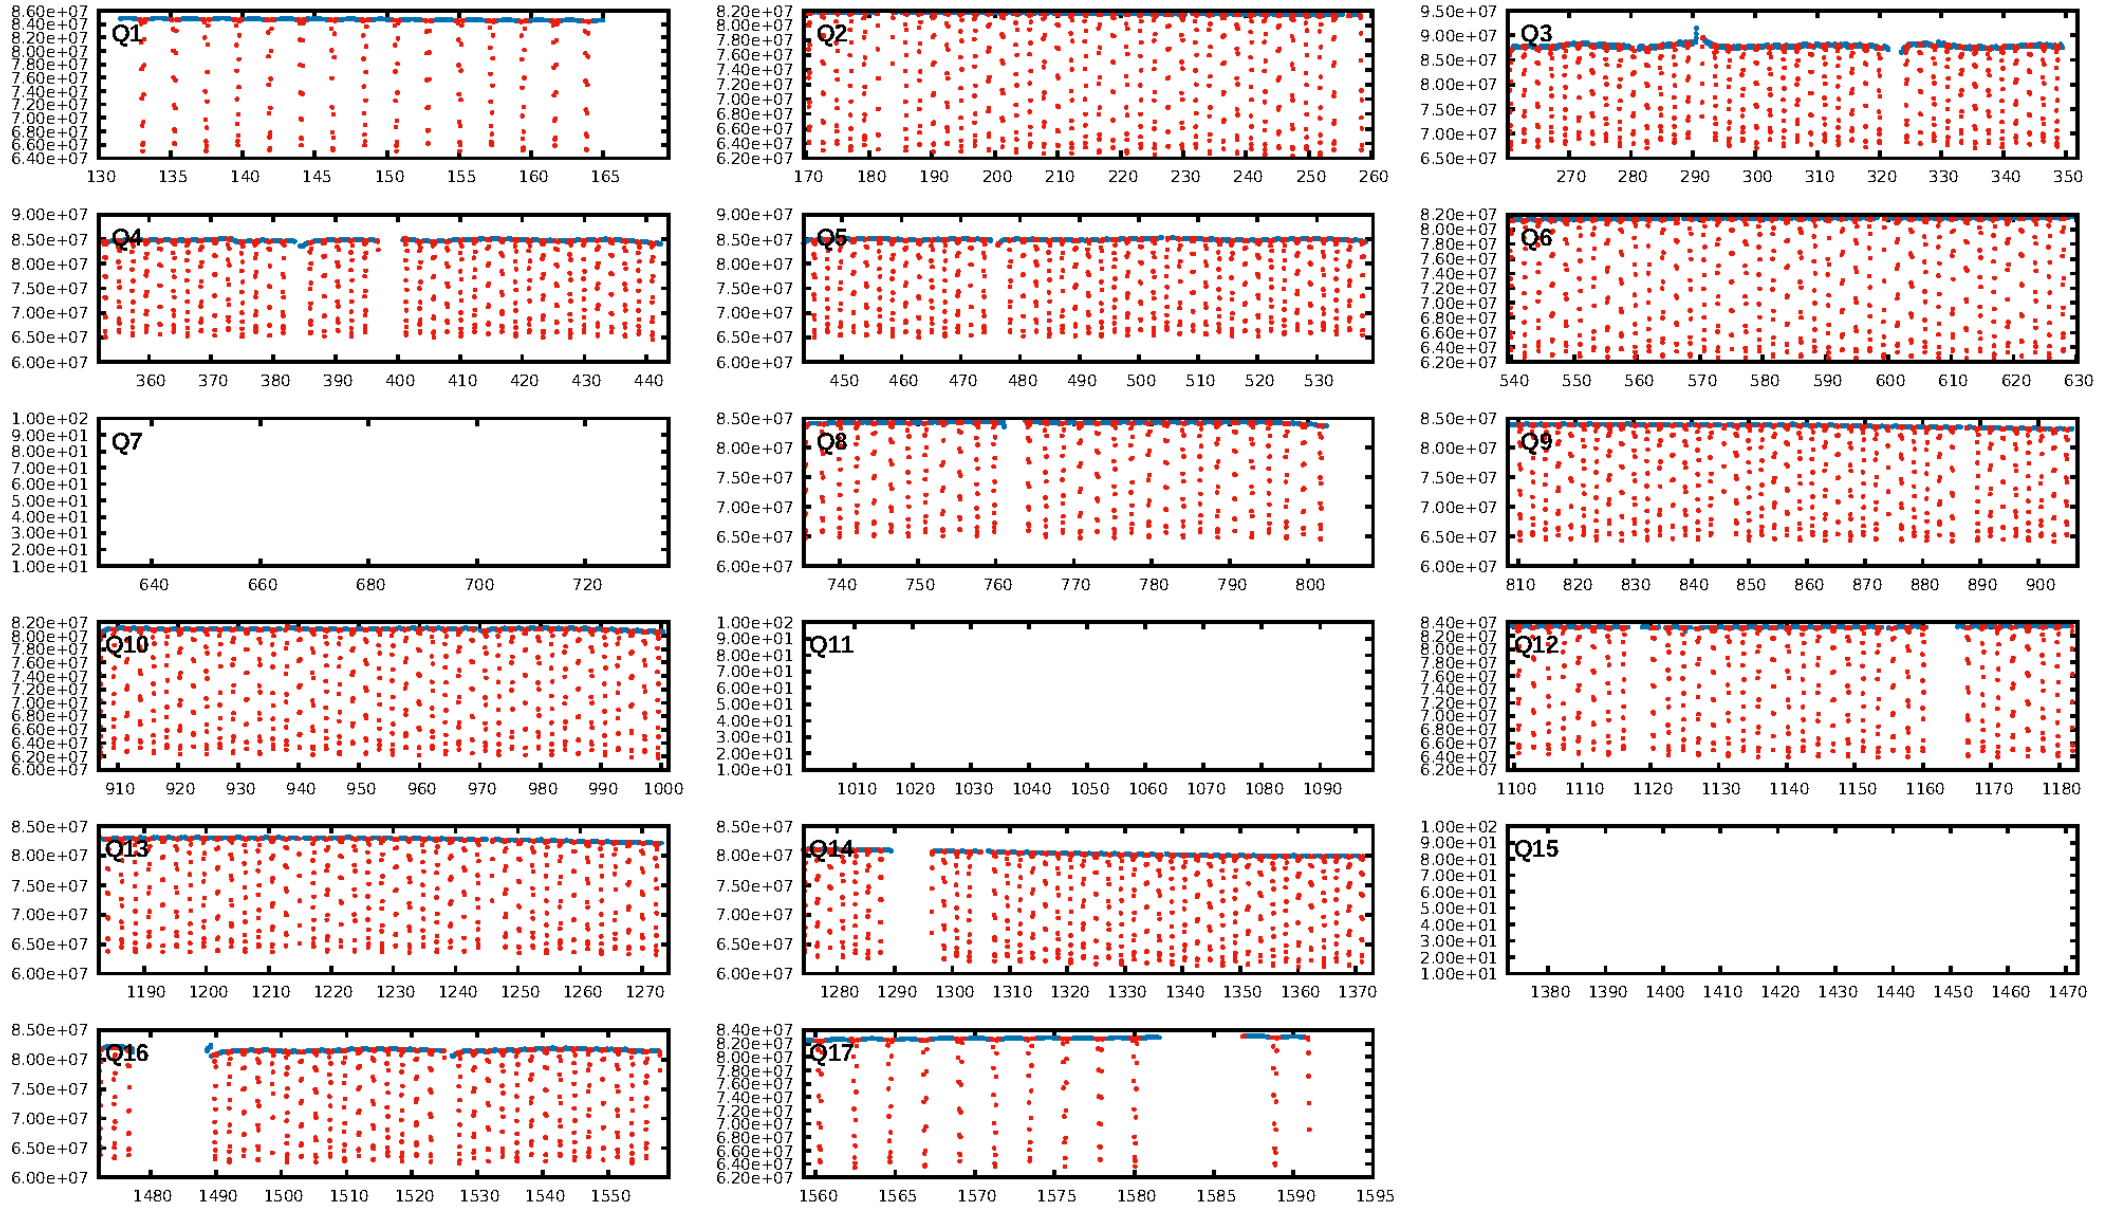 8.60e+07
8.40e+07
8.20e+07
8.00e+07
7.80e+07
7.60e+07
7.40e+07
7.20e+07
7.00e+07
6.80e+07
6.60e+07
6.40e+07
Q1
130 135 140 145 150 155 160 165
8.20e+07
8.00e+07
7.80e+07
7.60e+07
7.40e+07
7.20e+07
7.00e+07
6.80e+07
6.60e+07
6.40e+07
6.20e+07
Q2
170 180 190 200 210 220 230 240 250 260
9.50e+07
9.00e+07
8.50e+07
8.00e+07
7.50e+07
7.00e+07
6.50e+07
Q3
270 280 290 300 310 320 330 340 350
9.00e+07
8.50e+07
8.00e+07
7.50e+07
7.00e+07
6.50e+07
6.00e+07
Q4
360 370 380 390 400 410 420 430 440
9.00e+07
8.50e+07
8.00e+07
7.50e+07
7.00e+07
6.50e+07
6.00e+07
Q5
450 460 470 480 490 500 510 520 530
8.20e+07
8.00e+07
7.80e+07
7.60e+07
7.40e+07
7.20e+07
7.00e+07
6.80e+07
6.60e+07
6.40e+07
6.20e+07
Q6
540 550 560 570 580 590 600 610 620 630
1.00e+02
9.00e+01
8.00e+01
7.00e+01
6.00e+01
5.00e+01
4.00e+01
3.00e+01
2.00e+01
1.00e+01
Q7
640 660 680 700 720
8.50e+07
8.00e+07
7.50e+07
7.00e+07
6.50e+07
6.00e+07
Q8
740 750 760 770 780 790 800
8.50e+07
8.00e+07
7.50e+07
7.00e+07
6.50e+07
6.00e+07
Q9
810 820 830 840 850 860 870 880 890 900
8.20e+07
8.00e+07
7.80e+07
7.60e+07
7.40e+07
7.20e+07
7.00e+07
6.80e+07
6.60e+07
6.40e+07
6.20e+07
6.00e+07
Q10
910 920 930 940 950 960 970 980 990 1000
1.00e+02
9.00e+01
8.00e+01
7.00e+01
6.00e+01
5.00e+01
4.00e+01
3.00e+01
2.00e+01
1.00e+01
Q11
1010 1020 1030 1040 1050 1060 1070 1080 1090
8.40e+07
8.20e+07
8.00e+07
7.80e+07
7.60e+07
7.40e+07
7.20e+07
7.00e+07
6.80e+07
6.60e+07
6.40e+07
6.20e+07
Q12
1100 1110 1120 1130 1140 1150 1160 1170 1180
8.50e+07
8.00e+07
7.50e+07
7.00e+07
6.50e+07
6.00e+07
Q13
1190 1200 1210 1220 1230 1240 1250 1260 1270
8.50e+07
8.00e+07
7.50e+07
7.00e+07
6.50e+07
6.00e+07
Q14
1280 1290 1300 1310 1320 1330 1340 1350 1360 1370
1.00e+02
9.00e+01
8.00e+01
7.00e+01
6.00e+01
5.00e+01
4.00e+01
3.00e+01
2.00e+01
1.00e+01
Q15
1380 1390 1400 1410 1420 1430 1440 1450 1460 1470
8.50e+07
8.00e+07
7.50e+07
7.00e+07
6.50e+07
6.00e+07
Q16
1480 1490 1500 1510 1520 1530 1540 1550
8.40e+07
8.20e+07
8.00e+07
7.80e+07
7.60e+07
7.40e+07
7.20e+07
7.00e+07
6.80e+07
6.60e+07
6.40e+07
6.20e+07
Q17
1560 1565 1570 1575 1580 1585 1590 1595